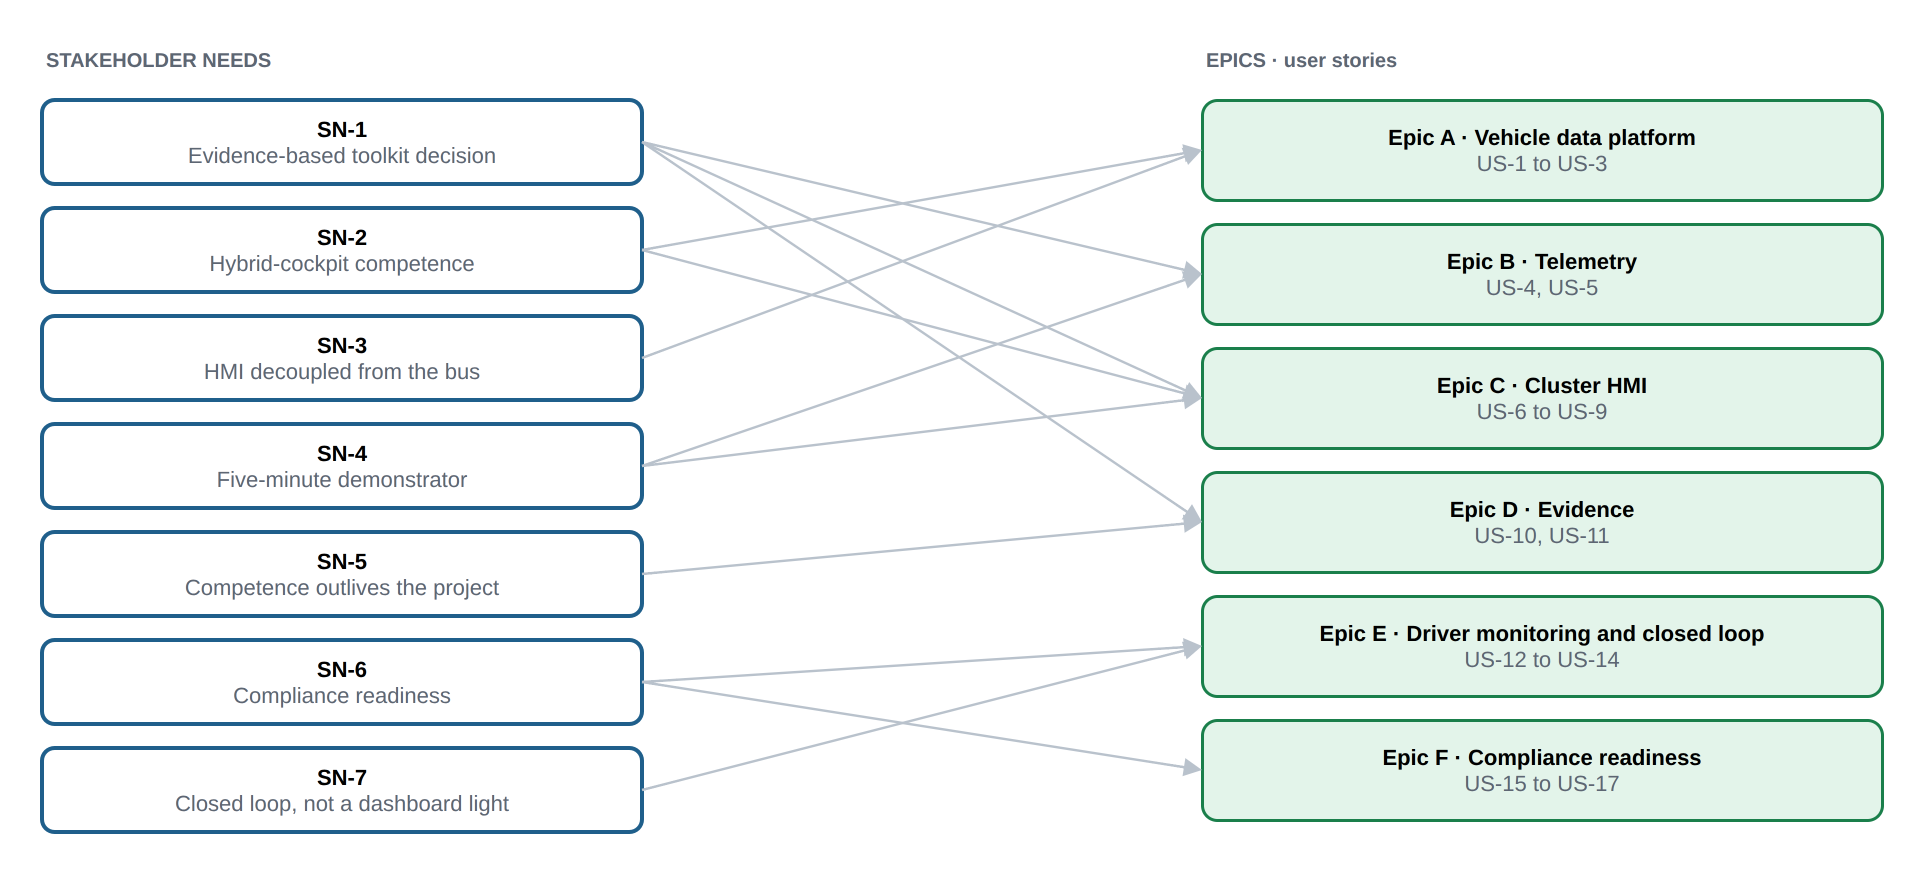 STAKEHOLDER NEEDS
EPICS · user stories
SN-1
Evidence-based toolkit decision
SN-2
Hybrid-cockpit competence
SN-3
HMI decoupled from the bus
SN-4
Five-minute demonstrator
SN-5
Competence outlives the project
SN-6
Compliance readiness
SN-7
Closed loop, not a dashboard light
Epic A · Vehicle data platform
US-1 to US-3
Epic B · Telemetry
US-4, US-5
Epic C · Cluster HMI
US-6 to US-9
Epic D · Evidence
US-10, US-11
Epic E · Driver monitoring and closed loop
US-12 to US-14
Epic F · Compliance readiness
US-15 to US-17